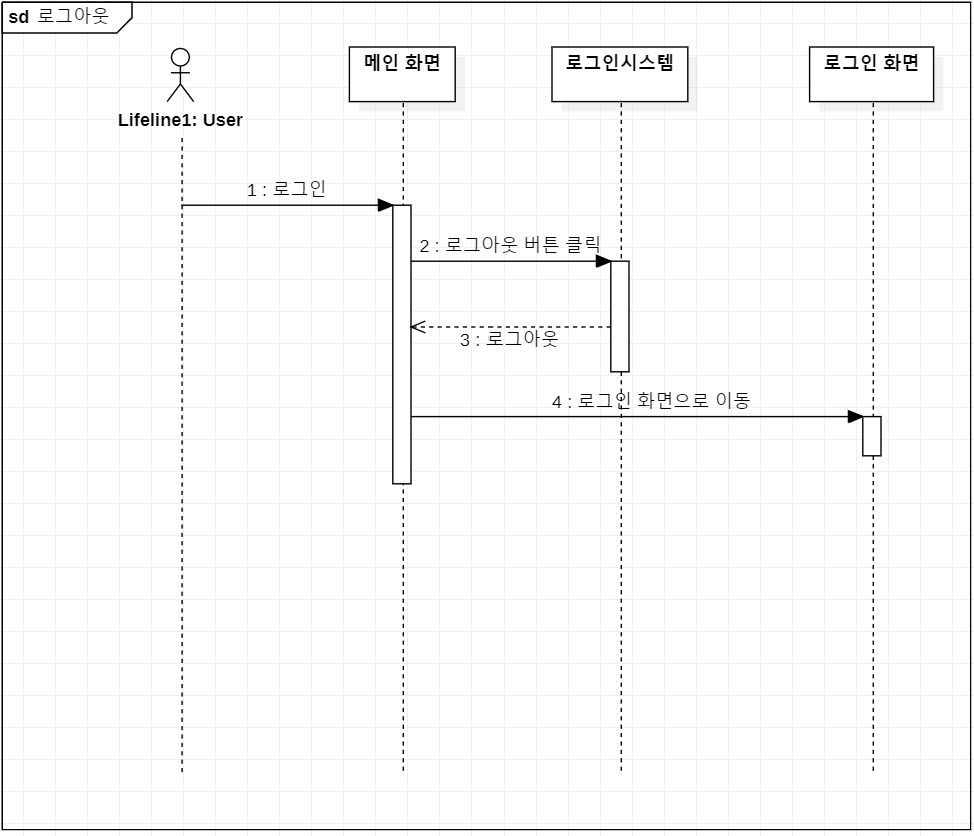 sd 로그아웃
메인 화면
로그인시스템
로그인 화면
Lifeline1: User
1 : 로그인
2 : 로그아웃 버튼 클릭
3 : 로그아웃
4 : 로그인 화면으로 이동